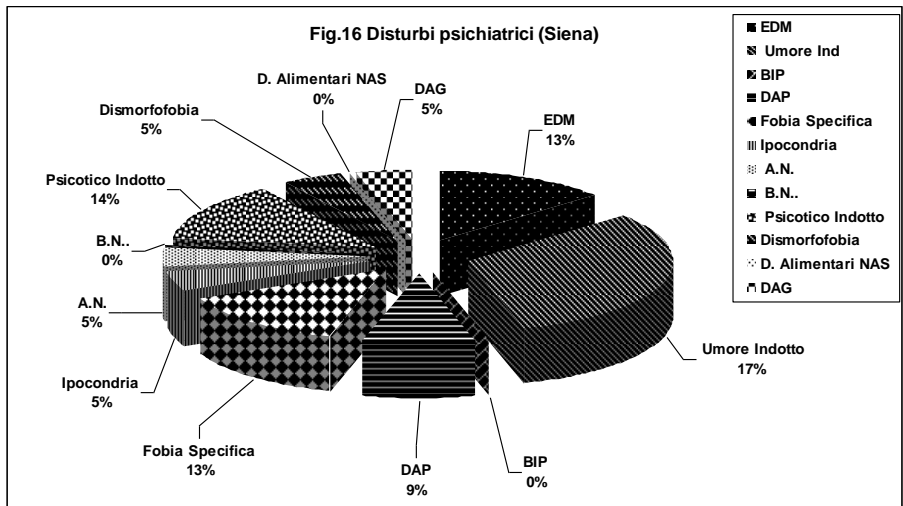 Fig.16 Disturbi psichiatrici (Siena)
EDM
13%
Umore Indotto
17%
BIP
0%
DAP
9%
Fobia Specifica
13%
Ipocondria
5%
A.N.
5%
B.N..
0%
Psicotico Indotto
14%
Dismorfofobia
5%
D. Alimentari NAS
0%
DAG
5%
EDM
Umore Ind
BIP
DAP
Fobia Specifica
Ipocondria
A.N.
B.N..
Psicotico Indotto
Dismorfofobia
D. Alimentari NAS
DAG